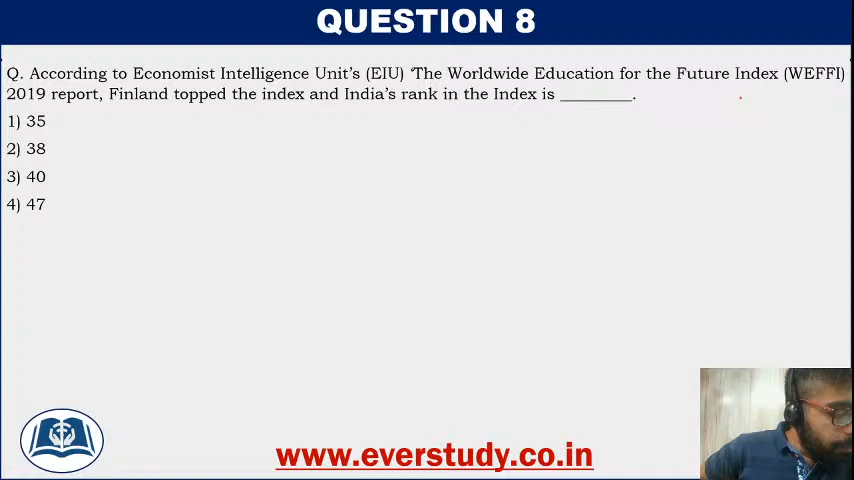 QUESTION 8
Q. According to Economist Intelligence Unit's (EIU) 'The Worldwide Education for the Future Index (WEFFI)
2019 report, Finland topped the index and India's rank in the Index is ________.
1) 35
2) 38
3) 40
4) 47
www.everstudy.co.in